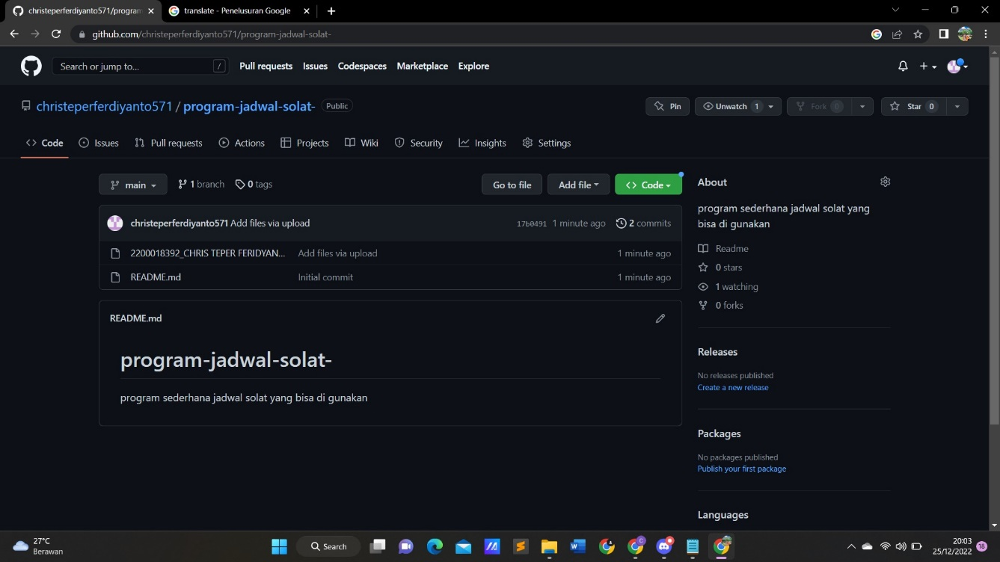 christeperferdiyanto571/program
translate - Penelusuran Google
github.com/christeperferdiyanto571/program-jadwal-solat-
Search or jump to... /
Pull requests Issues Codespaces Marketplace Explore
christeperferdiyanto571 / program-jadwal-solat- Public
Pin Unwatch 1 Fork 0 Star 0
Code Issues Pull requests Actions Projects Wiki Security Insights Settings
main 1 branch 0 tags Go to file Add file Code
christeperferdiyanto571 Add files via upload 17b0491 1 minute ago 2 commits
2200018392_CHRIS TEPER FERIDYAN... Add files via upload 1 minute ago
README.md Initial commit 1 minute ago
README.md
program-jadwal-solat-
program sederhana jadwal solat yang bisa di gunakan
About
program sederhana jadwal solat yang
bisa di gunakan
Readme
0 stars
1 watching
0 forks
Releases
No releases published
Create a new release
Packages
No packages published
Publish your first package
Languages
27°C
Berawan
Search
20:03
25/12/2022
18